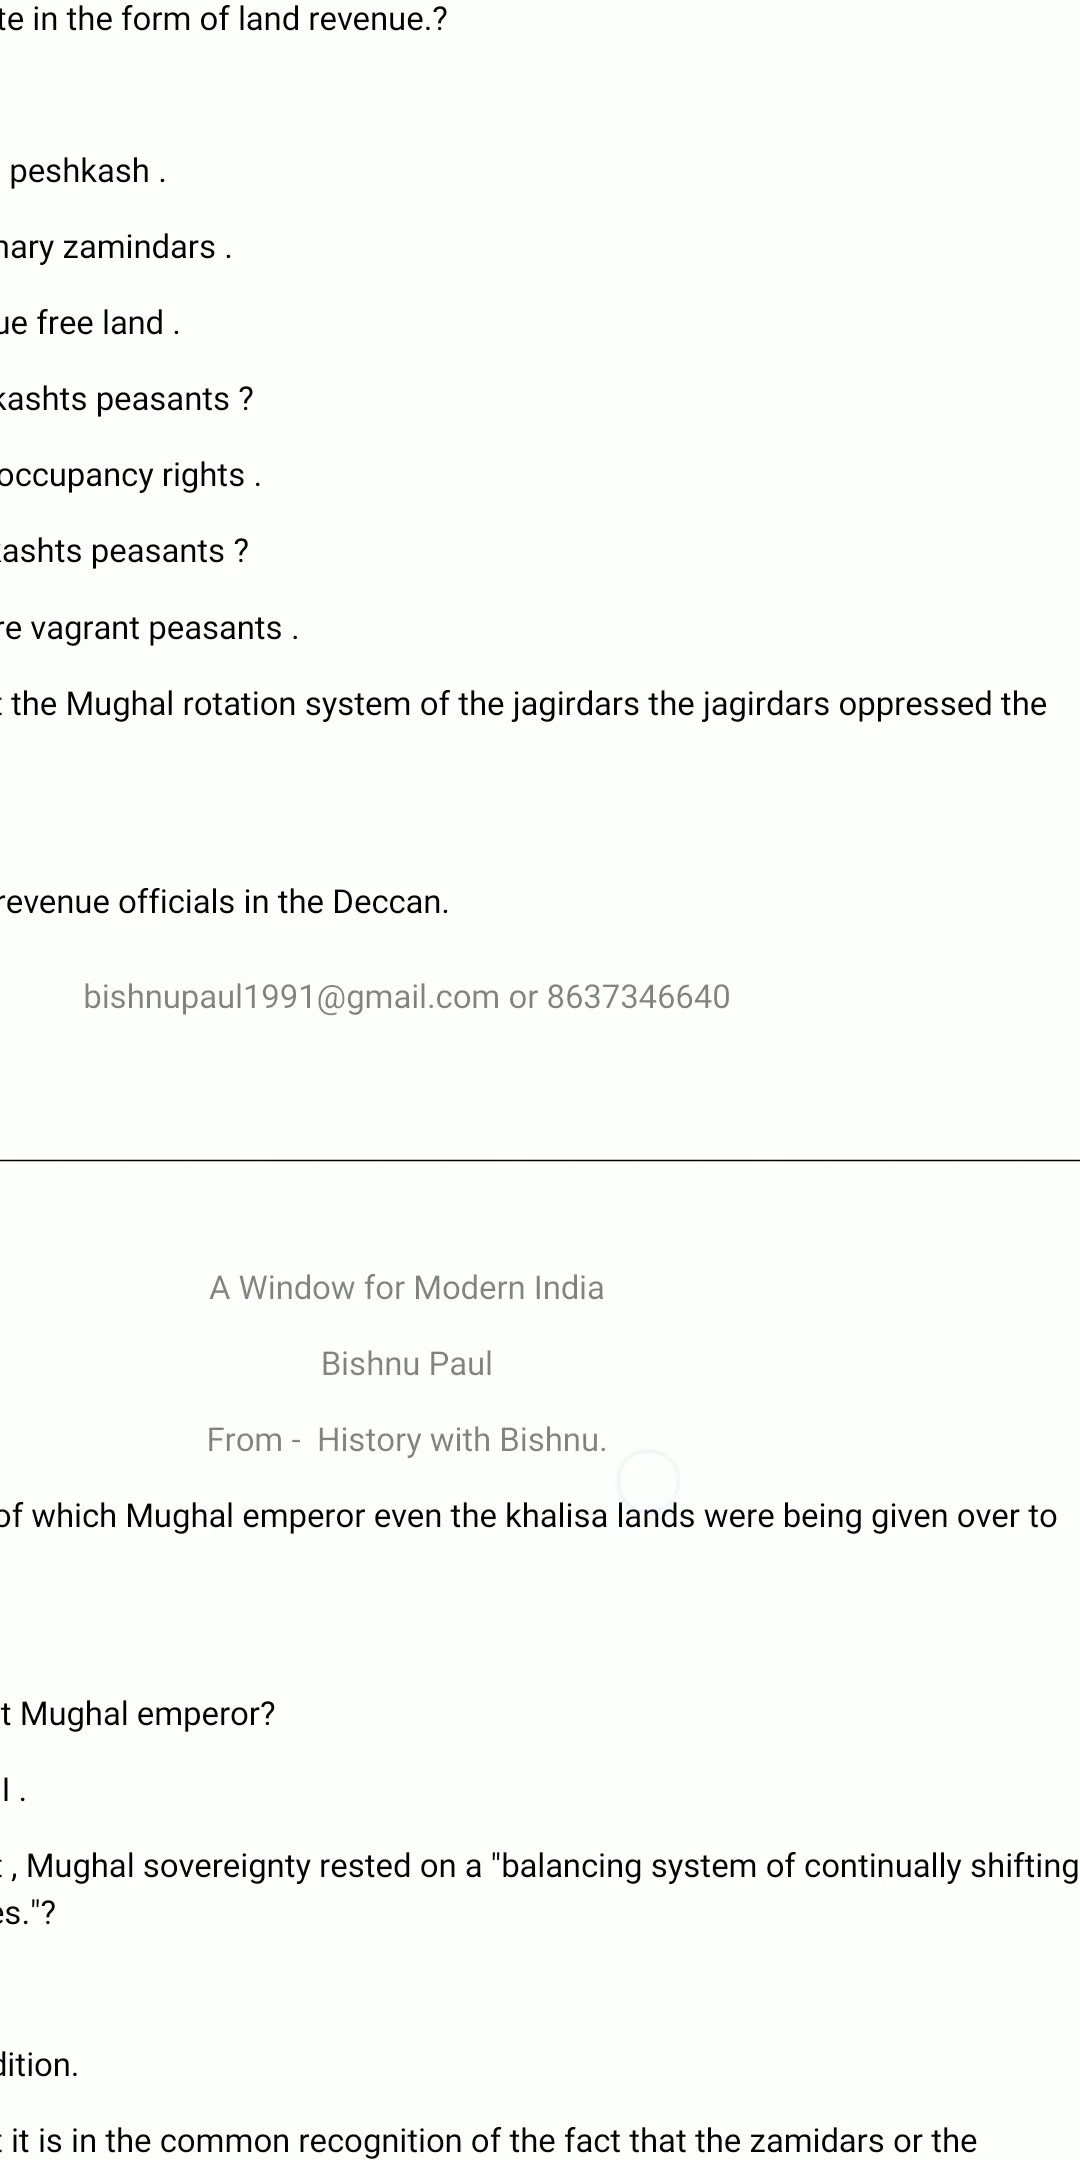 te in the form of land revenue.?
peshkash .
nary zamindars .
ue free land .
kashts peasants ?
occupancy rights .
kashts peasants ?
re vagrant peasants .
the Mughal rotation system of the jagirdars the jagirdars oppressed the
revenue officials in the Deccan.
bishnupaul1991@gmail.com or 8637346640
A Window for Modern India
Bishnu Paul
From - History with Bishnu.
of which Mughal emperor even the khalisa lands were being given over to
t Mughal emperor?
l .
, Mughal sovereignty rested on a "balancing system of continually shifting
es."?
dition.
it is in the common recognition of the fact that the zamidars or the